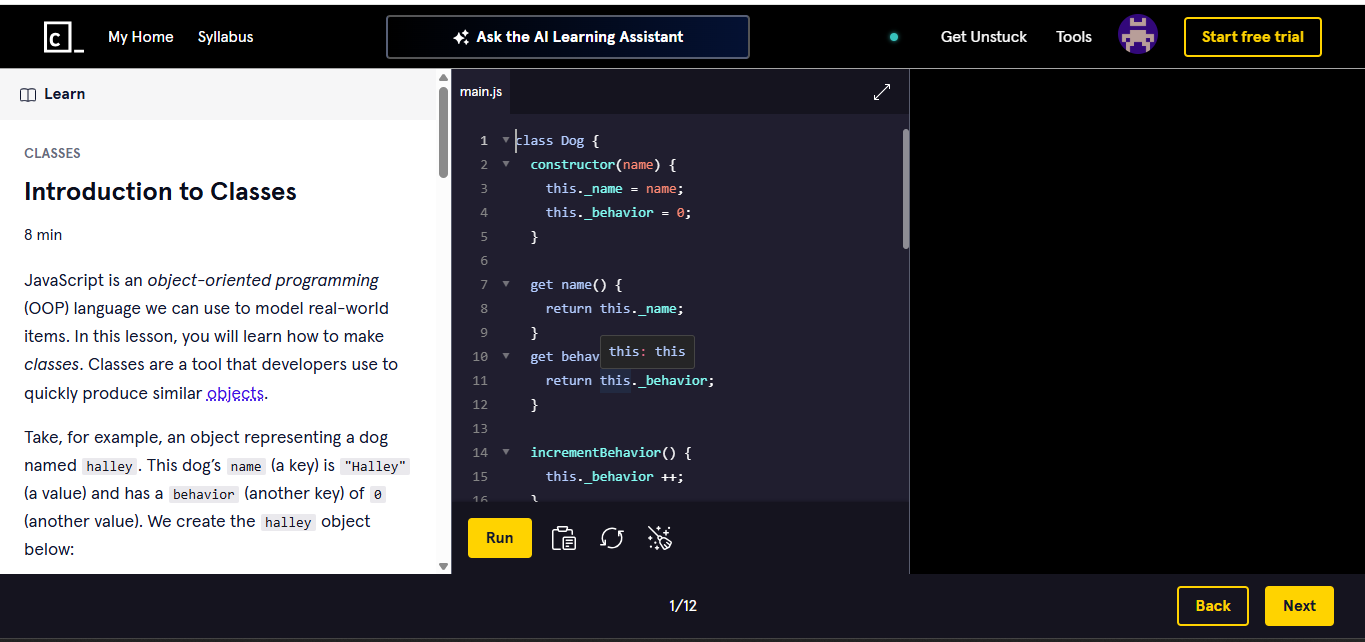 c_
My Home
Syllabus
Ask the AI Learning Assistant
Get Unstuck
Tools
Start free trial
Learn
CLASSES
Introduction to Classes
8 min
JavaScript is an object-oriented programming
(OOP) language we can use to model real-world
items. In this lesson, you will learn how to make
classes. Classes are a tool that developers use to
quickly produce similar objects.
Take, for example, an object representing a dog
named halley. This dog’s name (a key) is "Halley"
(a value) and has a behavior (another key) of 0
(another value). We create the halley object
below:
main.js
1 class Dog {
2 constructor(name) {
3 this._name = name;
4 this._behavior = 0;
5 }
6
7 get name() {
8 return this._name;
9 }
10 get behav
this: this
11 return this._behavior;
12 }
13
14 incrementBehavior() {
15 this._behavior ++;
16 }
Run
1/12
Back
Next